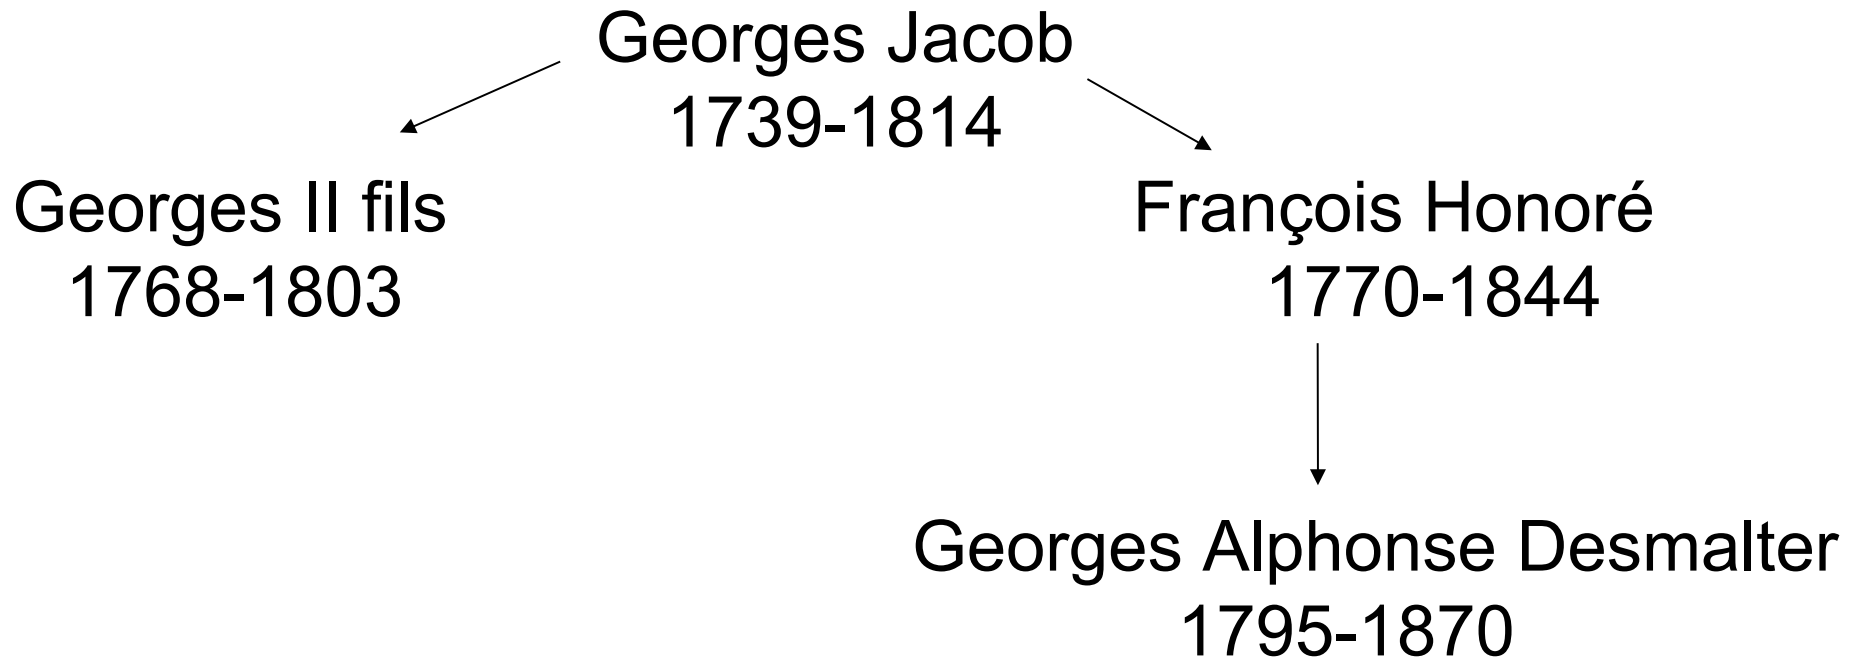 Georges Jacob
1739-1814
Georges II fils
1768-1803
François Honoré
1770-1844
Georges Alphonse Desmalter
1795-1870